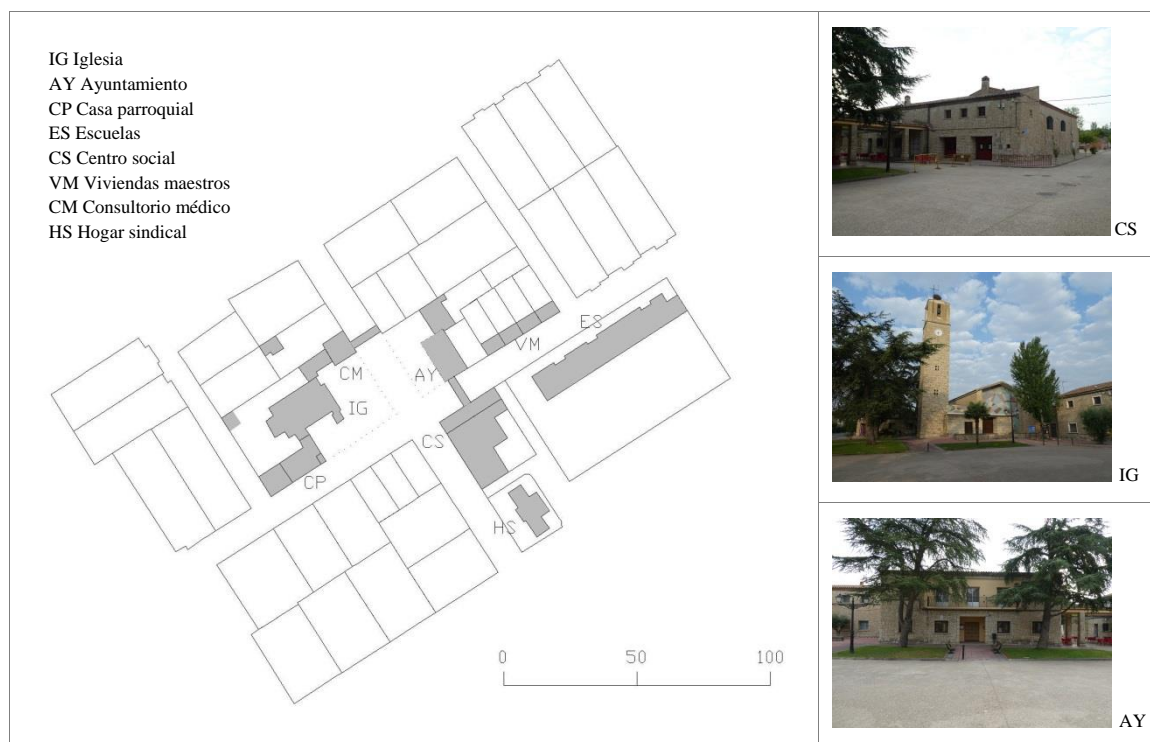 IG Iglesia
AY Ayuntamiento
CP Casa parroquial
ES Escuelas
CS Centro social
VM Viviendas maestros
CM Consultorio médico
HS Hogar sindical
ES
VM
CM
AY
IG
CS
CP
HS
0 50 100
CS
IG
AY